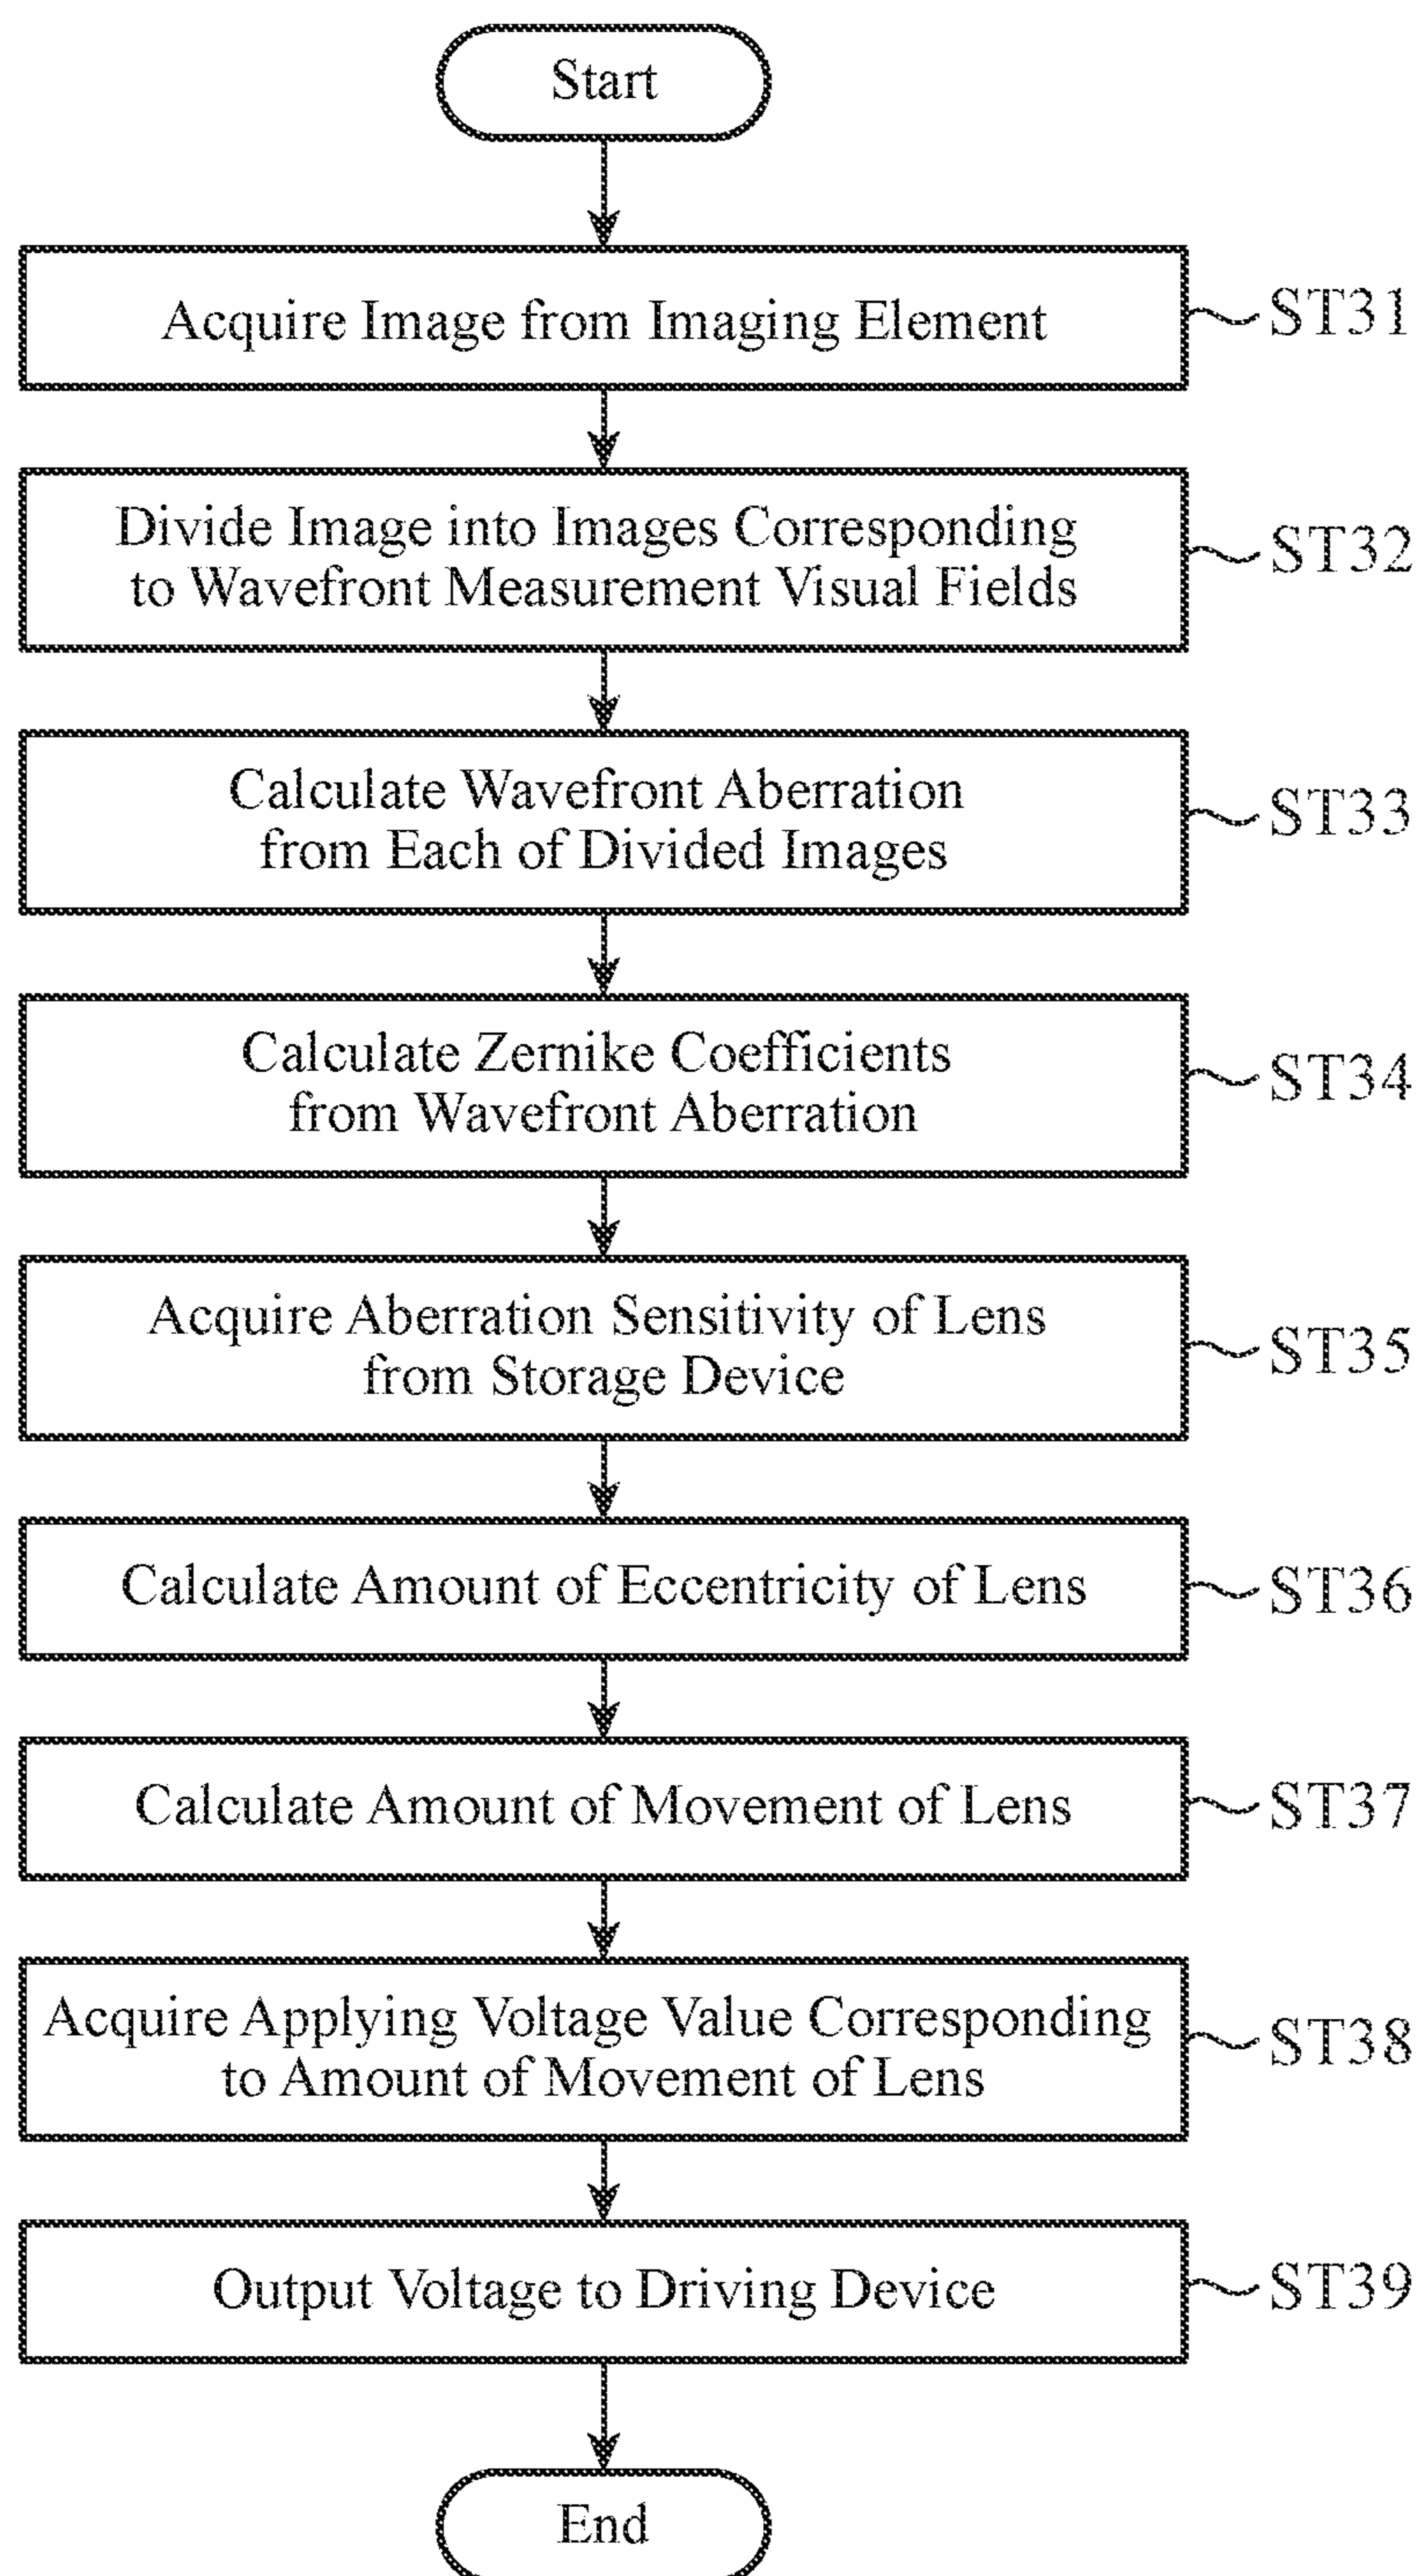 Start
Acquire Image from Imaging Element
ST31
Divide Image into Images Corresponding
to Wavefront Measurement Visual Fields
ST32
Calculate Wavefront Aberration
from Each of Divided Images
ST33
Calculate Zernike Coefficients
from Wavefront Aberration
ST34
Acquire Aberration Sensitivity of Lens
from Storage Device
ST35
Calculate Amount of Eccentricity of Lens
ST36
Calculate Amount of Movement of Lens
ST37
Acquire Applying Voltage Value Corresponding
to Amount of Movement of Lens
ST38
Output Voltage to Driving Device
ST39
End